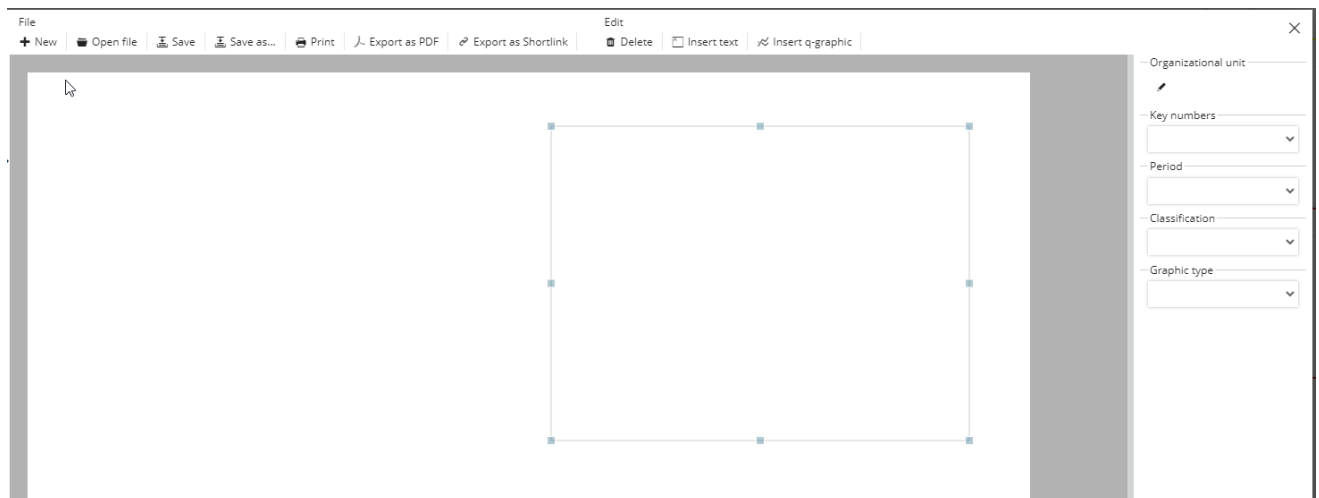 File
Edit
New Open file Save Save as... Print Export as PDF Export as Shortlink Delete Insert text Insert q-graphic
Organizational unit
Key numbers
Period
Classification
Graphic type